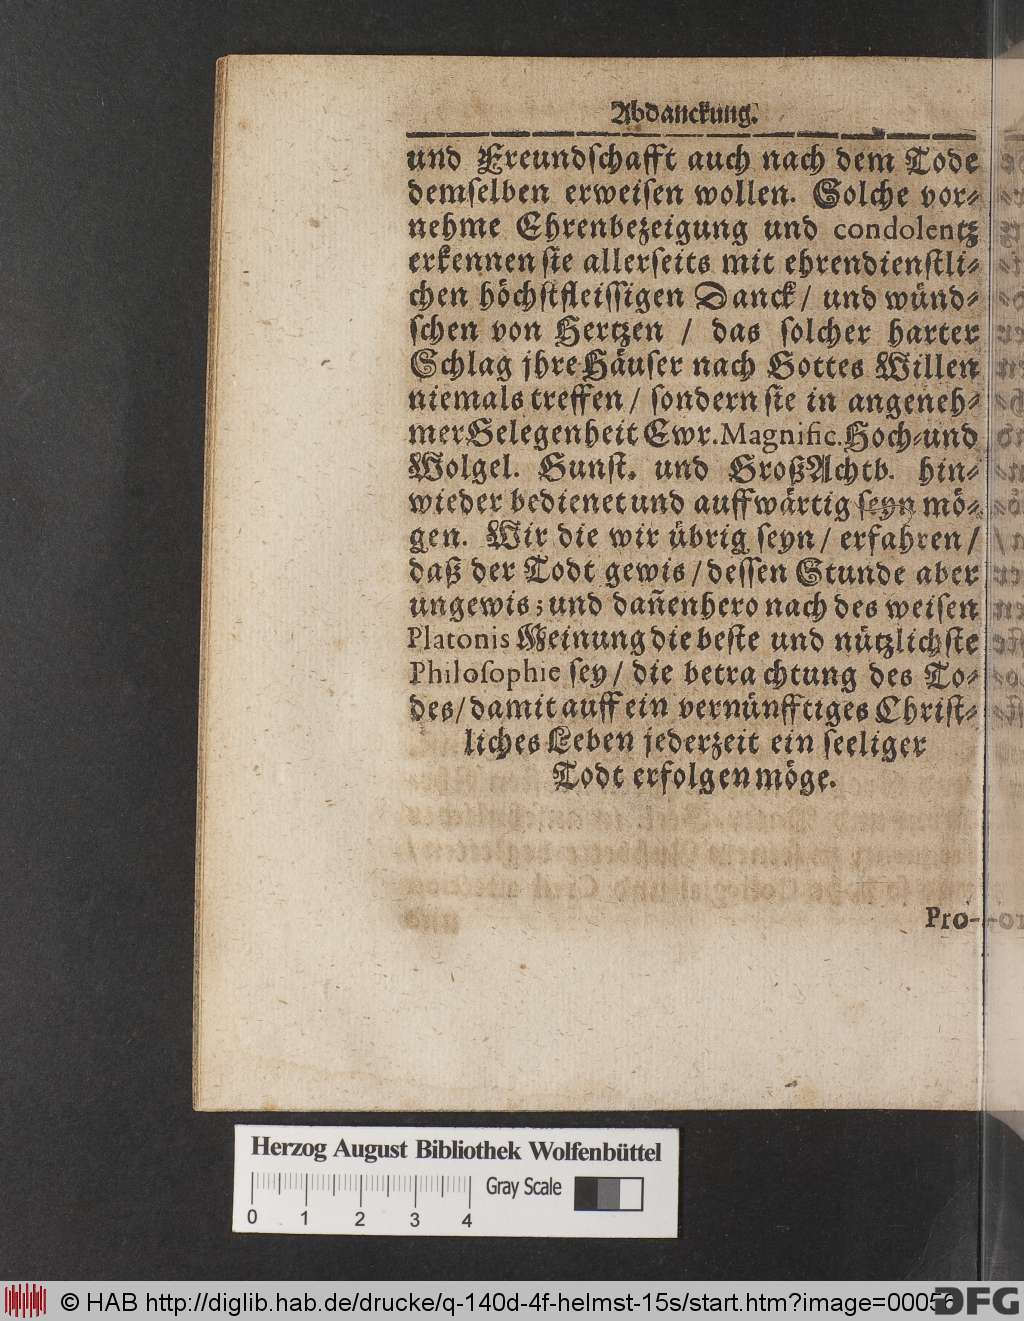 Abdanckung.
und Freundschafft auch nach dem Tode
demselben erweisen wollen. Solche vor-
nehme Ehrenbezeigung und condolentz
erkennen sie allerseits mit ehrendienstli-
chen höchstfleissigen Danck / und wünd-
schen von Hertzen / das solcher harter
Schlag jhre Häuser nach Gottes Willen
niemals treffen / sondern sie in angeneh-
mer Gelegenheit Ewr. Magnific. Hoch-und
Wolgel. Gunst. und GroßAchtb. hin-
wieder bedienet und auffwärtig seyn mö-
gen. Wir die wir übrig seyn / erfahren /
daß der Todt gewis / dessen Stunde aber
ungewis; und dañenhero nach des weisen
Platonis Meinung die beste und nützlichste
Philosophie sey / die betrachtung des To-
des / damit auff ein vernünfftiges Christ-
liches Leben jederzeit ein seeliger
Todt erfolgen möge.
Pro-
Herzog August Bibliothek Wolfenbüttel
Gray Scale
0 1 2 3 4
© HAB http://diglib.hab.de/drucke/q-140d-4f-helmst-15s/start.htm?image=00056
DFG